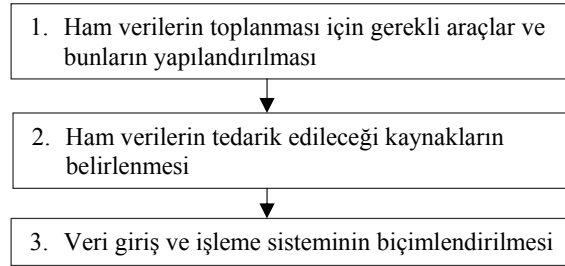 1. Ham verilerin toplanması için gerekli araçlar ve
bunların yapılandırılması
2. Ham verilerin tedarik edileceği kaynakların
belirlenmesi
3. Veri giriş ve işleme sisteminin biçimlendirilmesi